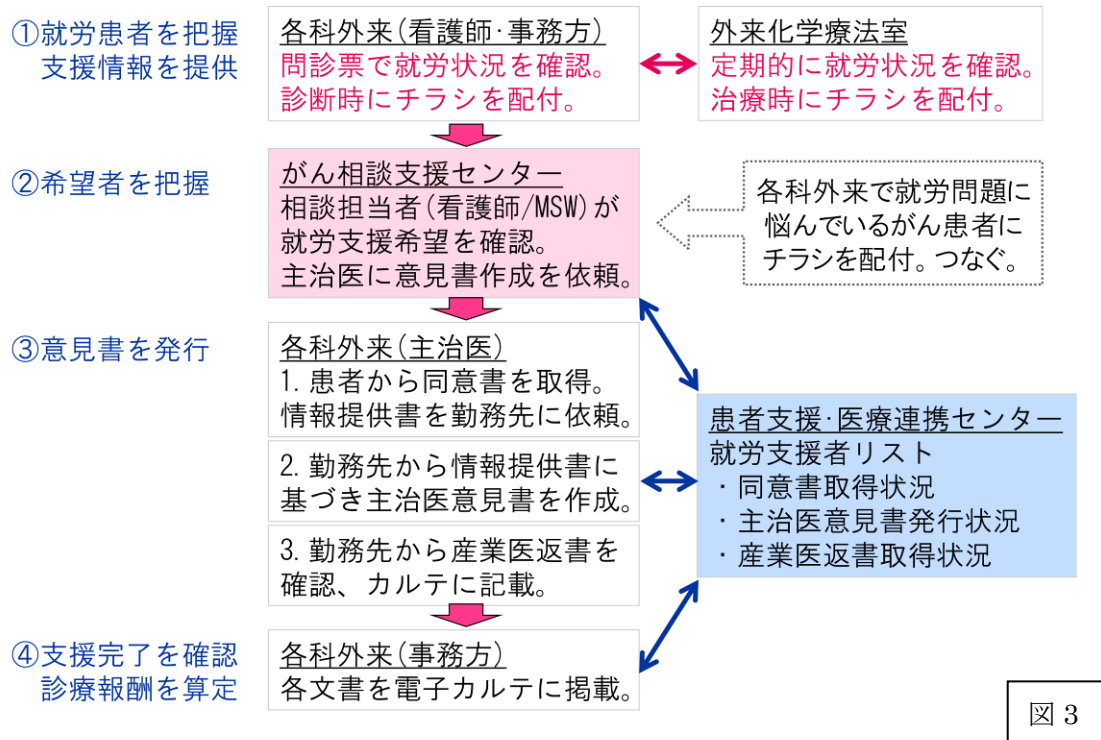 ①就労患者を把握
支援情報を提供
各科外来(看護師·事務方)
問診票で就労状況を確認。
診断時にチラシを配付。
外来化学療法室
定期的に就労状況を確認。
治療時にチラシを配付。
②希望者を把握
がん相談支援センター
相談担当者(看護師/MSW)が
就労支援希望を確認。
主治医に意見書作成を依頼。
各科外来で就労問題に
悩んでいるがん患者に
チラシを配付。つなぐ。
③意見書を発行
各科外来(主治医)
1. 患者から同意書を取得。
情報提供書を勤務先に依頼。
2. 勤務先から情報提供書に
基づき主治医意見書を作成。
3. 勤務先から産業医返書を
確認、カルテに記載。
患者支援·医療連携センター
就労支援者リスト
· 同意書取得状況
· 主治医意見書発行状況
· 産業医返書取得状況
④支援完了を確認
診療報酬を算定
各科外来(事務方)
各文書を電子カルテに掲載。
図 3